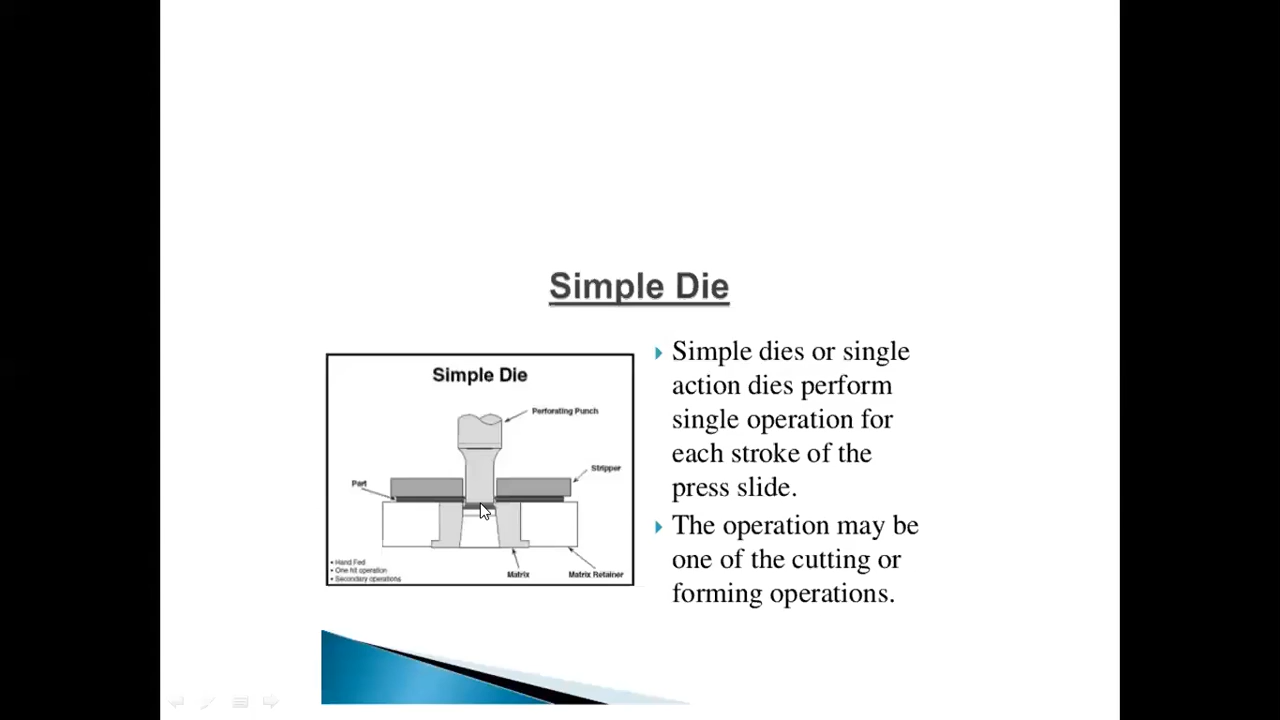 Simple Die
Simple Die
Perforating Punch
Stripper
Part
• Hand Fed
• One hit operation
• Secondary operations
Matrix
Matrix Retainer
Simple dies or single
action dies perform
single operation for
each stroke of the
press slide.
The operation may be
one of the cutting or
forming operations.